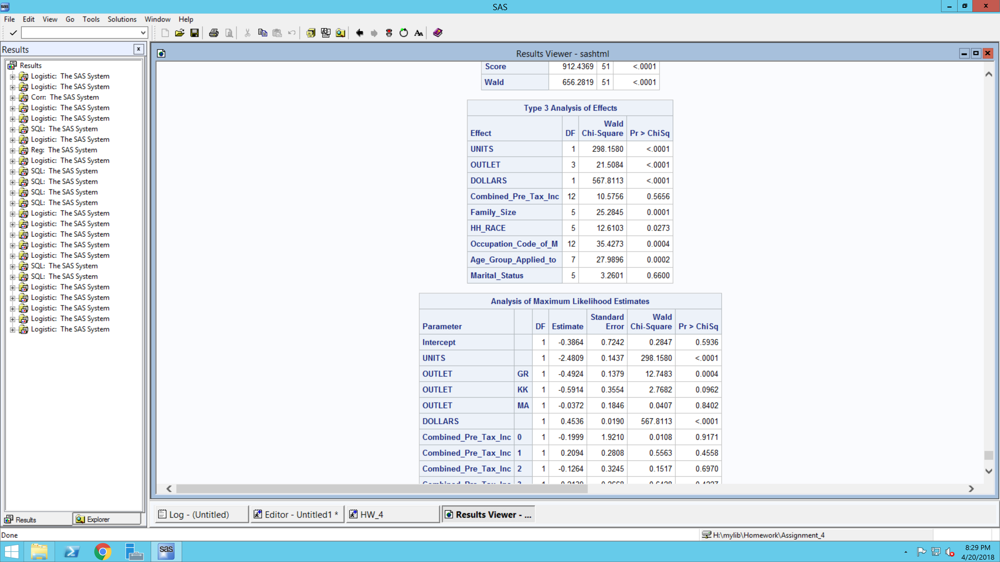 SAS
File Edit View Go Tools Solutions Window Help
Results
Results
Logistic: The SAS System
Logistic: The SAS System
Corr: The SAS System
Logistic: The SAS System
Logistic: The SAS System
SQL: The SAS System
Logistic: The SAS System
Reg: The SAS System
Logistic: The SAS System
SQL: The SAS System
SQL: The SAS System
SQL: The SAS System
SQL: The SAS System
Logistic: The SAS System
Logistic: The SAS System
Logistic: The SAS System
Logistic: The SAS System
Logistic: The SAS System
SQL: The SAS System
SQL: The SAS System
Logistic: The SAS System
Logistic: The SAS System
Logistic: The SAS System
Logistic: The SAS System
Logistic: The SAS System
Results Explorer
Results Viewer - sashtml
Score 912.4369 51 <.0001
Wald 656.2819 51 <.0001
Type 3 Analysis of Effects
Effect DF Wald Chi-Square Pr > ChiSq
UNITS 1 298.1580 <.0001
OUTLET 3 21.5084 <.0001
DOLLARS 1 567.8113 <.0001
Combined_Pre_Tax_Inc 12 10.5756 0.5656
Family_Size 5 25.2845 0.0001
HH_RACE 5 12.6103 0.0273
Occupation_Code_of_M 12 35.4273 0.0004
Age_Group_Applied_to 7 27.9896 0.0002
Marital_Status 5 3.2601 0.6600
Analysis of Maximum Likelihood Estimates
Parameter DF Estimate Standard Error Wald Chi-Square Pr > ChiSq
Intercept 1 -0.3864 0.7242 0.2847 0.5936
UNITS 1 -2.4809 0.1437 298.1580 <.0001
OUTLET GR 1 -0.4924 0.1379 12.7483 0.0004
OUTLET KK 1 -0.5914 0.3554 2.7682 0.0962
OUTLET MA 1 -0.0372 0.1846 0.0407 0.8402
DOLLARS 1 0.4536 0.0190 567.8113 <.0001
Combined_Pre_Tax_Inc 0 1 -0.1999 1.9210 0.0108 0.9171
Combined_Pre_Tax_Inc 1 1 0.2094 0.2808 0.5563 0.4558
Combined_Pre_Tax_Inc 2 1 -0.1264 0.3245 0.1517 0.6970
Log - (Untitled) Editor - Untitled1 * HW_4 Results Viewer - ...
Done H:\mylib\Homework\Assignment_4
sas
8:29 PM
4/20/2018